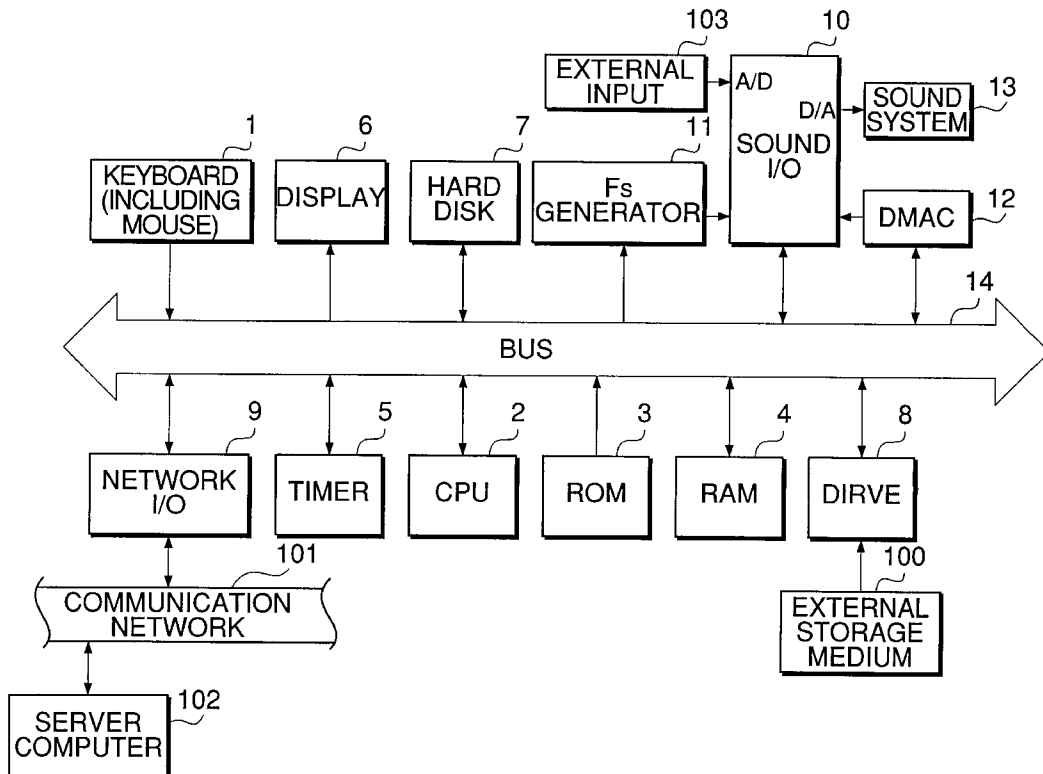 103
10
EXTERNAL
INPUT
A/D
D/A
SOUND
I/O
13
SOUND
SYSTEM
1
KEYBOARD
(INCLUDING
MOUSE)
6
DISPLAY
7
HARD
DISK
11
Fs
GENERATOR
12
DMAC
14
BUS
9
NETWORK
I/O
5
TIMER
2
CPU
3
ROM
4
RAM
8
DIRVE
101
COMMUNICATION
NETWORK
100
EXTERNAL
STORAGE
MEDIUM
102
SERVER
COMPUTER